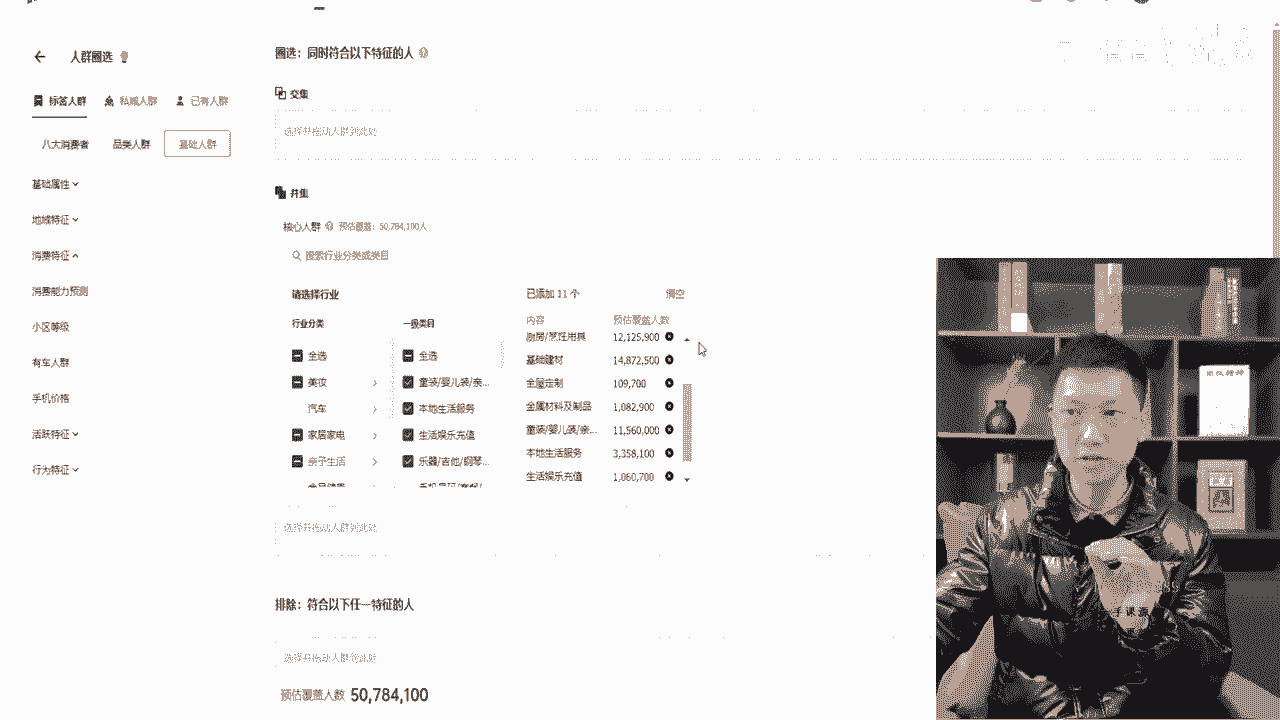 人群圈选
标签人群 私域人群 已有人群
八大消费者 品类人群 基础人群
基础属性
地域特征
消费特征
消费能力预测
小区等级
有车人群
手机价格
活跃特征
行为特征
圈选：同时符合以下特征的人
交集
选择并拖动人群到此处
并集
核心人群 预估覆盖：50,784,100人
搜索行业分类或类目
请选择行业
行业分类 一级类目
全选 全选
美妆 童装/婴儿装/亲...
汽车 本地生活服务
家居家电 生活娱乐充值
亲子生活 乐器/吉他/钢琴...
已添加 11 个 清空
内容 预估覆盖人数
厨房/烹饪用具 12,125,900
基础建材 14,872,500
全屋定制 109,700
金属材料及制品 1,082,900
童装/婴儿装/亲... 11,560,000
本地生活服务 3,358,100
生活娱乐充值 1,060,700
选择并拖动人群到此处
排除：符合以下任一特征的人
选择并拖动人群到此处
预估覆盖人数 50,784,100